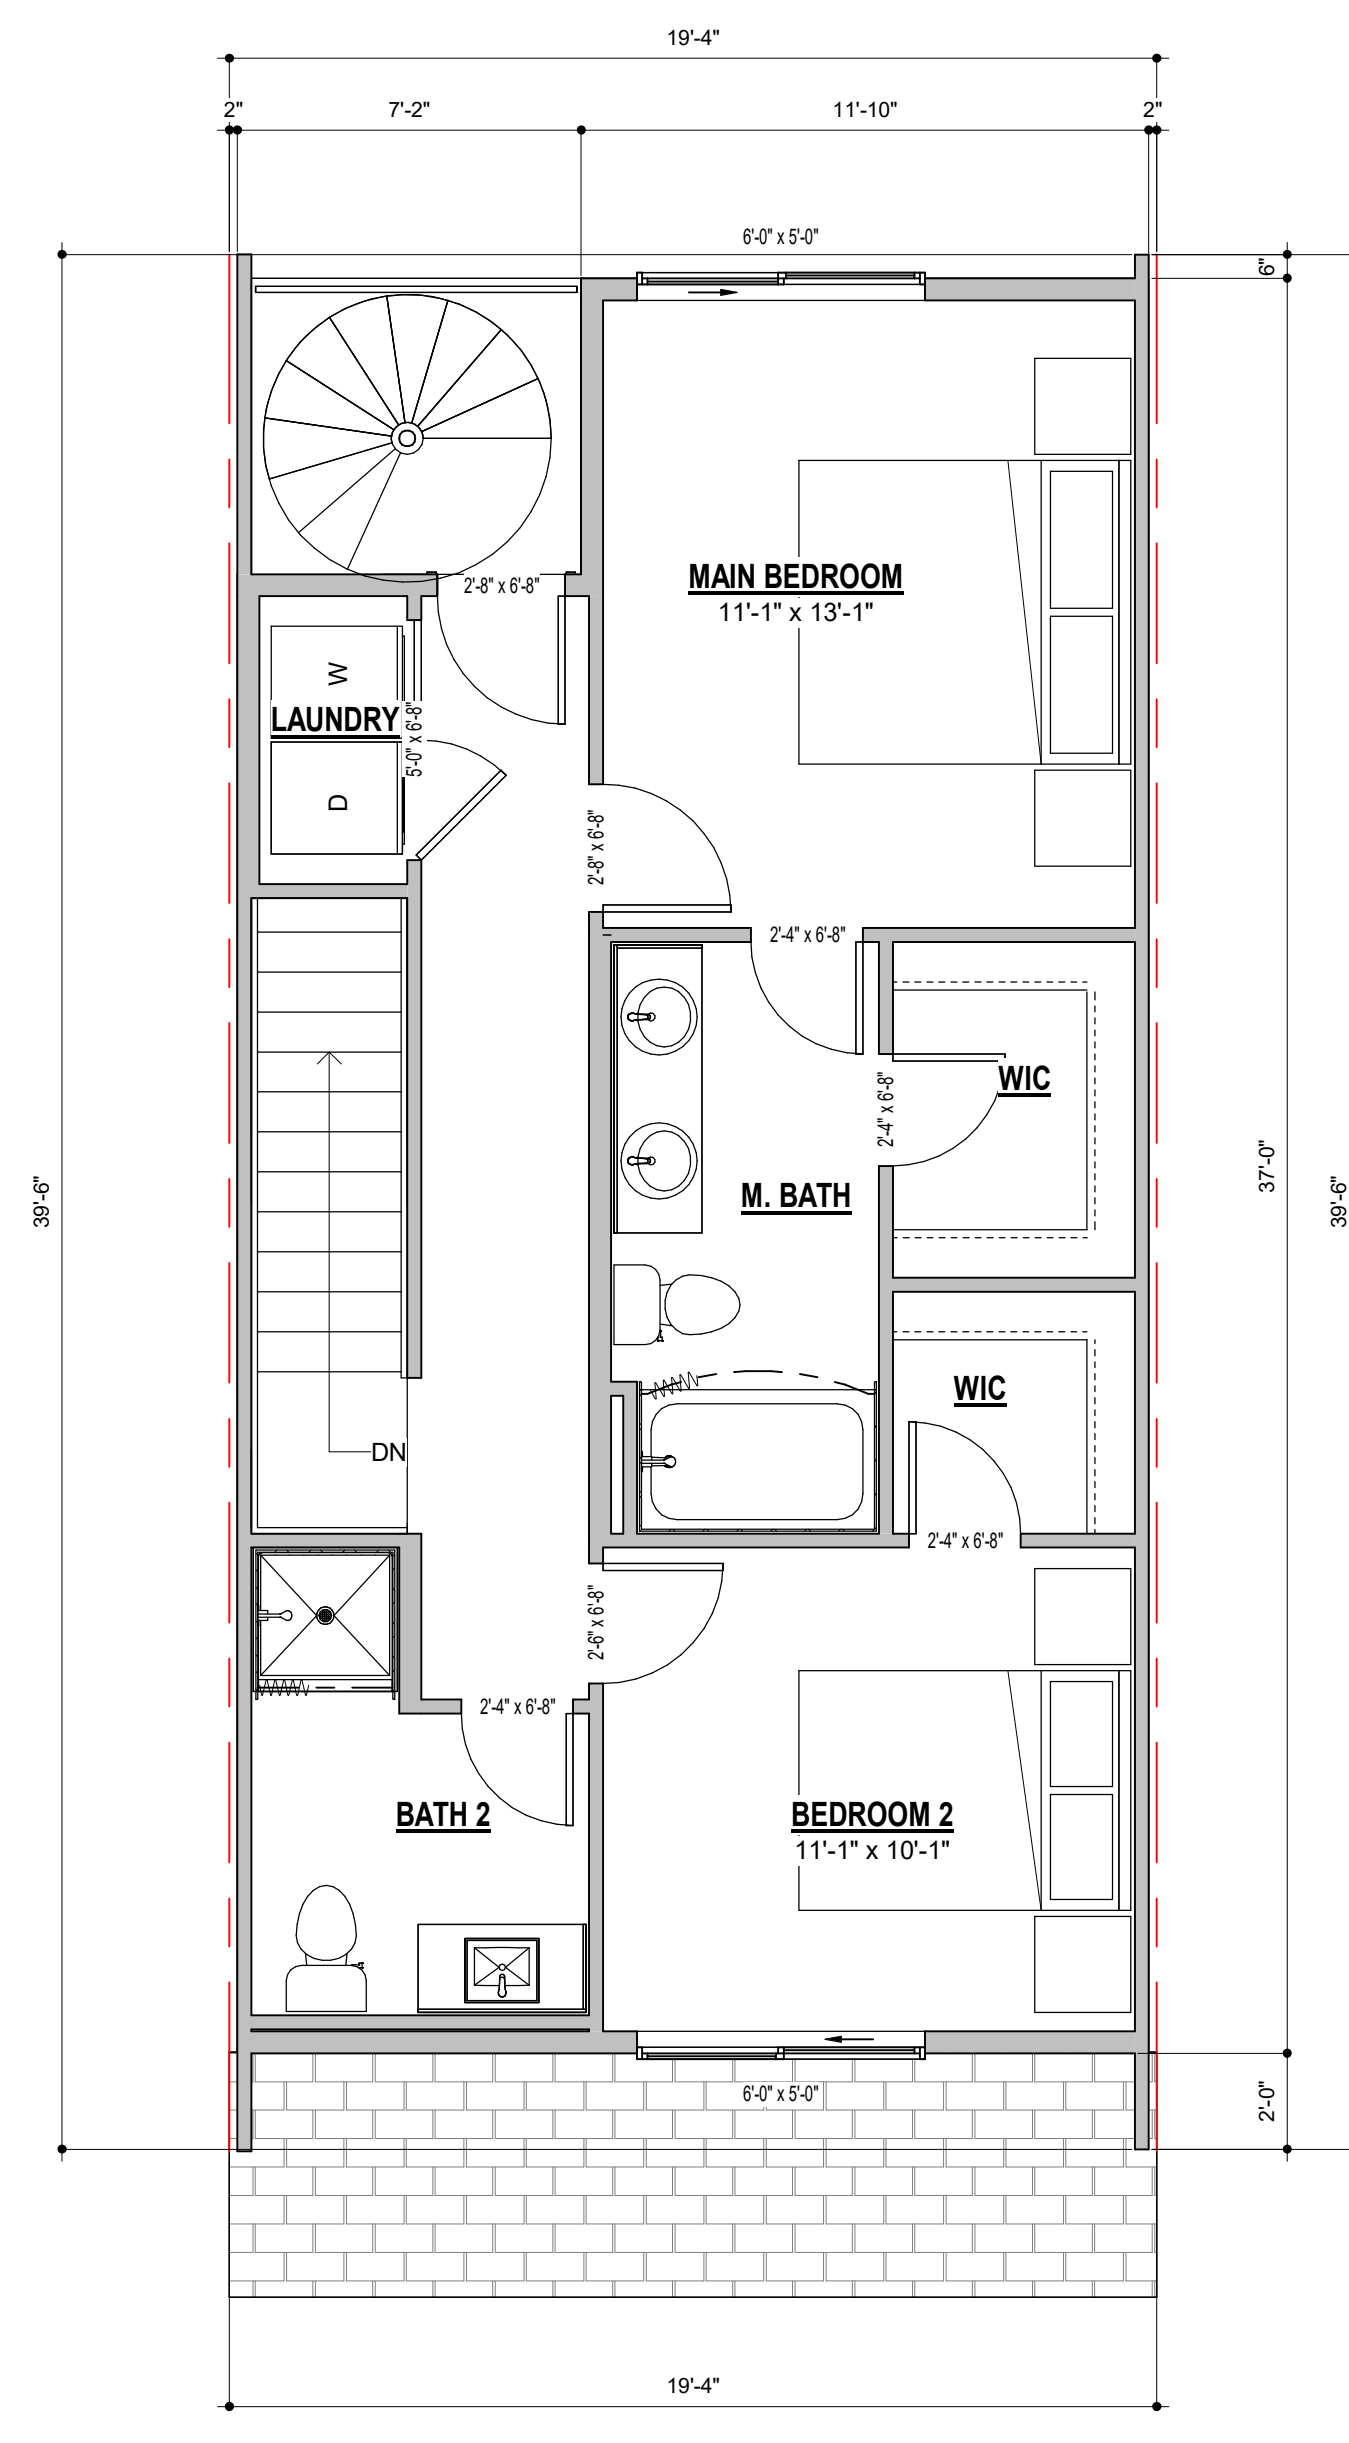 19'-4"
2"
7'-2"
11'-10"
2"
6'-0" x 5'-0"
6"
2'-8" x 6'-8"
MAIN BEDROOM
11'-1" x 13'-1"
W
LAUNDRY
5'-0" x 6'-8"
D
2'-8" x 6'-8"
2'-4" x 6'-8"
WIC
2'-4" x 6'-8"
M. BATH
39'-6"
37'-0"
39'-6"
WIC
DN
2'-4" x 6'-8"
2'-6" x 6'-8"
2'-4" x 6'-8"
BATH 2
BEDROOM 2
11'-1" x 10'-1"
6'-0" x 5'-0"
2'-0"
19'-4"